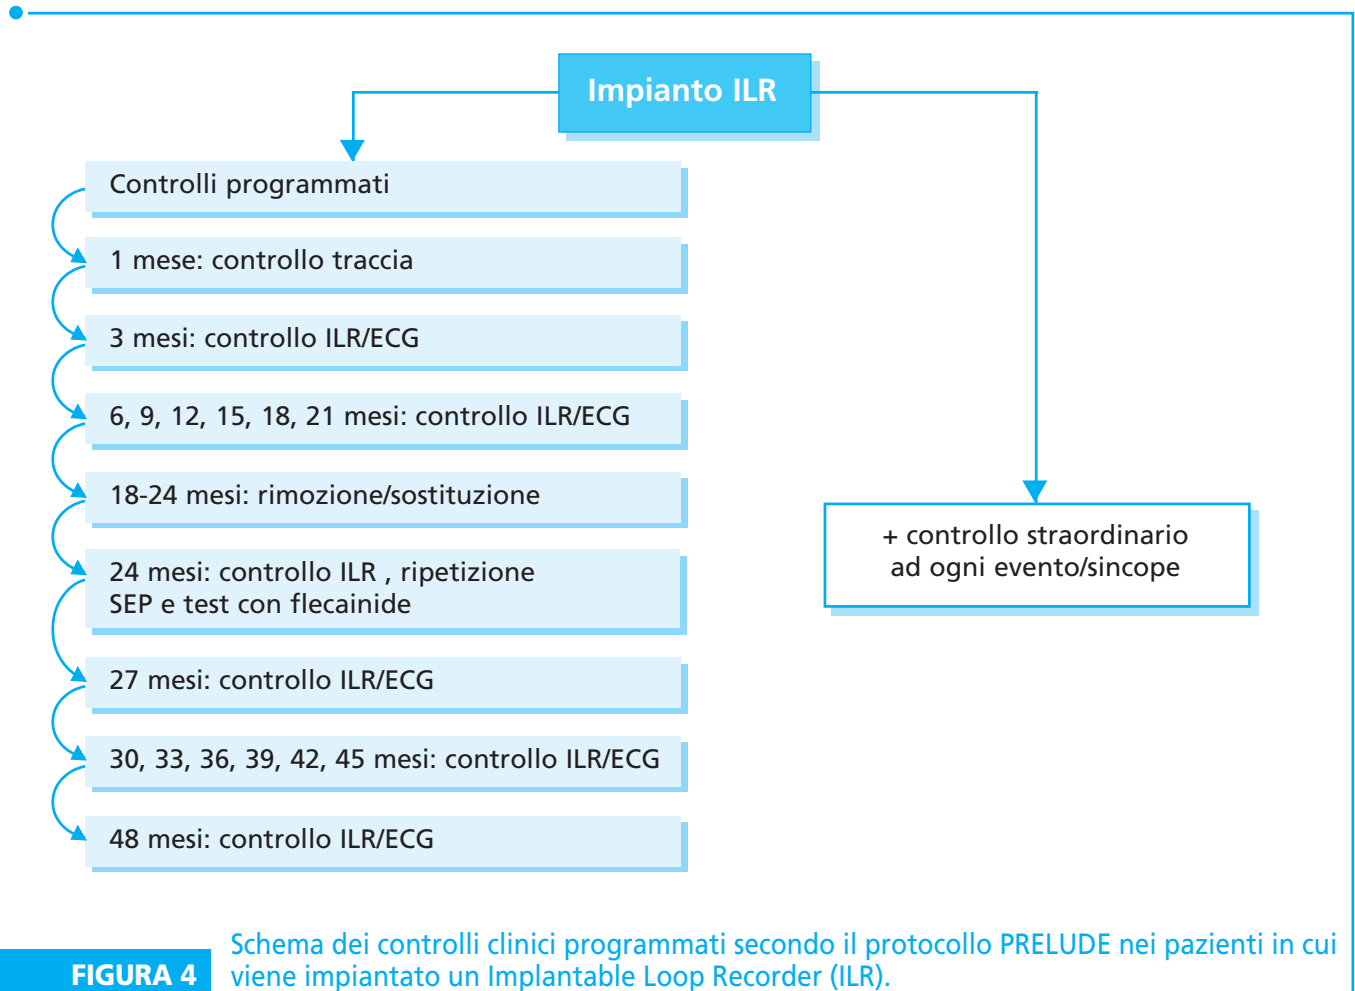 Impianto ILR
Controlli programmati
1 mese: controllo traccia
3 mesi: controllo ILR/ECG
6, 9, 12, 15, 18, 21 mesi: controllo ILR/ECG
18-24 mesi: rimozione/sostituzione
24 mesi: controllo ILR , ripetizione
SEP e test con flecainide
27 mesi: controllo ILR/ECG
30, 33, 36, 39, 42, 45 mesi: controllo ILR/ECG
48 mesi: controllo ILR/ECG
+ controllo straordinario
ad ogni evento/sincope
FIGURA 4
Schema dei controlli clinici programmati secondo il protocollo PRELUDE nei pazienti in cui
viene impiantato un Implantable Loop Recorder (ILR).